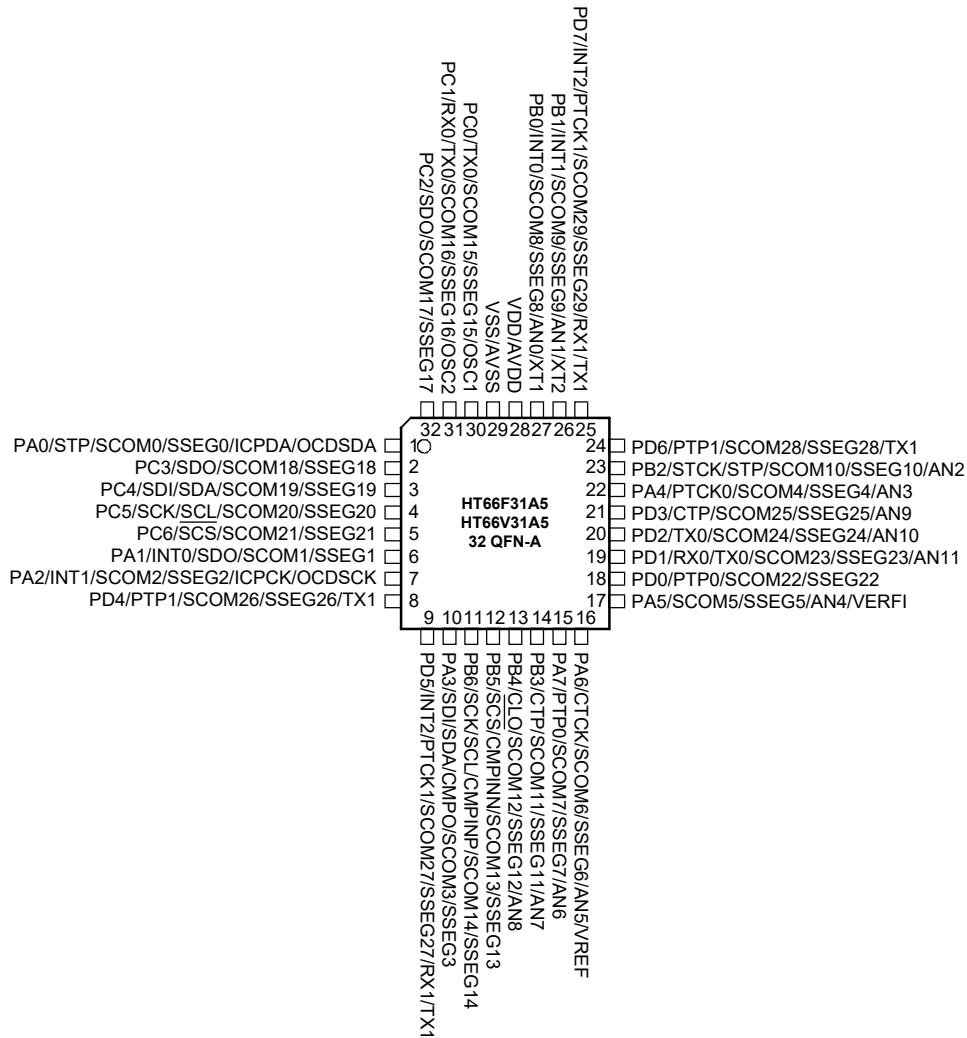 PC2/SDO/SCOM17/SSEG17
PC1/RX0/TX0/SCOM16/SSEG16/OSC2
PC0/TX0/SCOM15/SSEG15/OSC1
VSS/AVSS
VDD/AVDD
PB0/INT0/SCOM8/SSEG8/AN0/XT1
PB1/INT1/SCOM9/SSEG9/AN1/XT2
PD7/INT2/PTCK1/SCOM29/SSEG29/RX1/TX1
32 31 30 29 28 27 26 25
PA0/STP/SCOM0/SSEG0/ICPDA/OCDSDA 1
PC3/SDO/SCOM18/SSEG18 2
PC4/SDI/SDA/SCOM19/SSEG19 3
PC5/SCK/SCL/SCOM20/SSEG20 4
PC6/SCS/SCOM21/SSEG21 5
PA1/INT0/SDO/SCOM1/SSEG1 6
PA2/INT1/SCOM2/SSEG2/ICPCK/OCDSCK 7
PD4/PTP1/SCOM26/SSEG26/TX1 8
HT66F31A5
HT66V31A5
32 QFN-A
24 PD6/PTP1/SCOM28/SSEG28/TX1
23 PB2/STCK/STP/SCOM10/SSEG10/AN2
22 PA4/PTCK0/SCOM4/SSEG4/AN3
21 PD3/CTP/SCOM25/SSEG25/AN9
20 PD2/TX0/SCOM24/SSEG24/AN10
19 PD1/RX0/TX0/SCOM23/SSEG23/AN11
18 PD0/PTP0/SCOM22/SSEG22
17 PA5/SCOM5/SSEG5/AN4/VERFI
9 10 11 12 13 14 15 16
PD5/INT2/PTCK1/SCOM27/SSEG27/RX1/TX1
PA3/SDI/SDA/CMPO/SCOM3/SSEG3
PB6/SCK/SCL/CMPINP/SCOM14/SSEG14
PB5/SCS/CMPINN/SCOM13/SSEG13
PB4/CLO/SCOM12/SSEG12/AN8
PB3/CTP/SCOM11/SSEG11/AN7
PA7/PTP0/SCOM7/SSEG7/AN6
PA6/CTCK/SCOM6/SSEG6/AN5/VREF